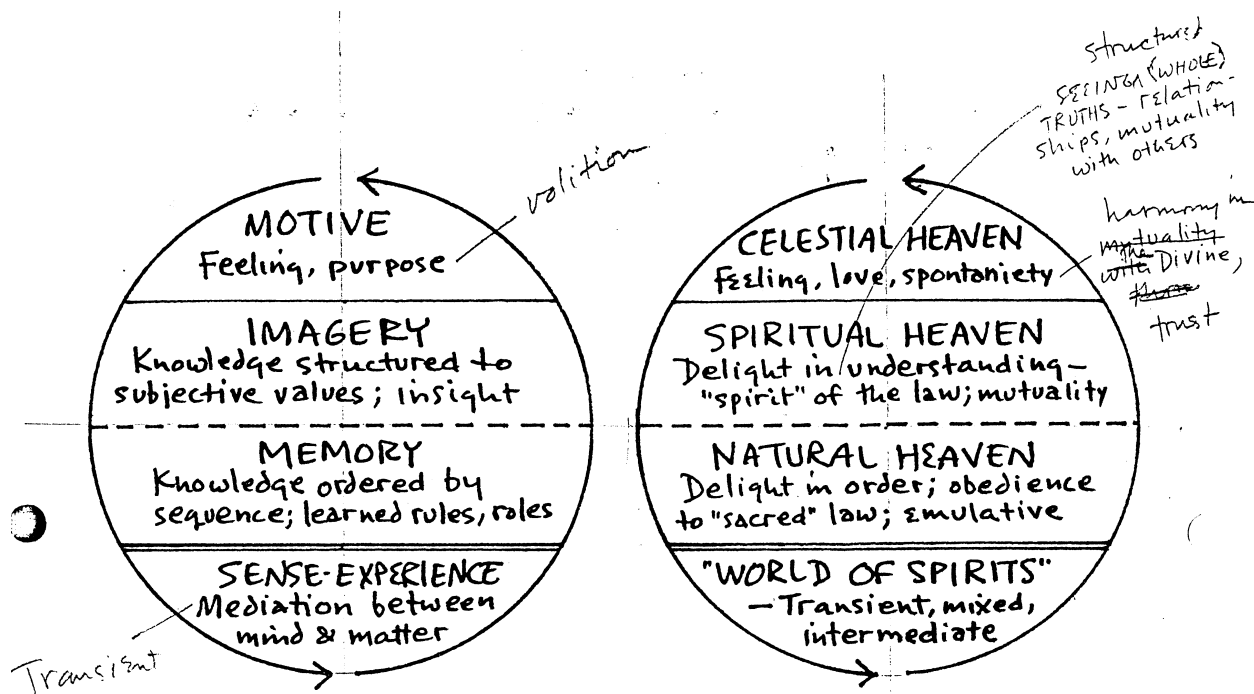 structured
SEEING (WHOLE)
TRUTHS – relation-
ships, mutuality
with others
volition
harmony in
mutuality
with the Divine,
trust
MOTIVE
Feeling, purpose
IMAGERY
Knowledge structured to
subjective values; insight
MEMORY
Knowledge ordered by
sequence; learned rules, roles
SENSE-EXPERIENCE
Mediation between
mind & matter
Transient
CELESTIAL HEAVEN
Feeling, love, spontaniety
SPIRITUAL HEAVEN
Delight in understanding –
"spirit" of the law; mutuality
NATURAL HEAVEN
Delight in order; obedience
to "sacred" law; emulative
"WORLD OF SPIRITS"
– Transient, mixed,
intermediate